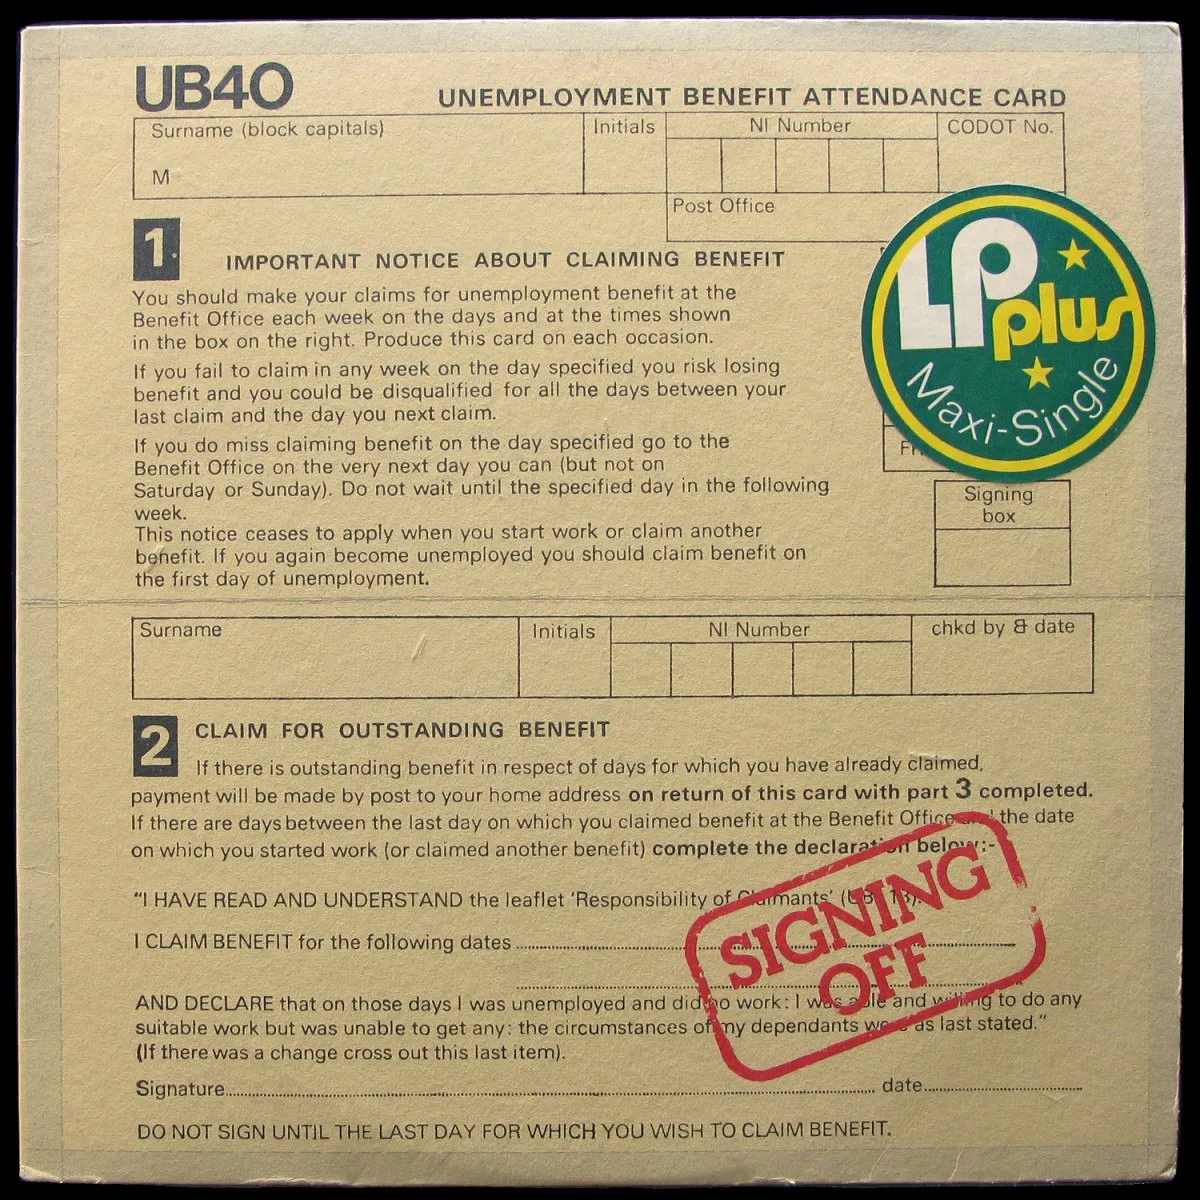 UB40
UNEMPLOYMENT BENEFIT ATTENDANCE CARD
Surname (block capitals)
Initials
NI Number
CODOT No.
M
Post Office
1
IMPORTANT NOTICE ABOUT CLAIMING BENEFIT
You should make your claims for unemployment benefit at the
Benefit Office each week on the days and at the times shown
in the box on the right. Produce this card on each occasion.
If you fail to claim in any week on the day specified you risk losing
benefit and you could be disqualified for all the days between your
last claim and the day you next claim.
If you do miss claiming benefit on the day specified go to the
Benefit Office on the very next day you can (but not on
Saturday or Sunday). Do not wait until the specified day in the following
week.
This notice ceases to apply when you start work or claim another
benefit. If you again become unemployed you should claim benefit on
the first day of unemployment.
LP plus
Maxi-Single
Signing
box
Surname
Initials
NI Number
chkd by & date
2
CLAIM FOR OUTSTANDING BENEFIT
If there is outstanding benefit in respect of days for which you have already claimed,
payment will be made by post to your home address on return of this card with part 3 completed.
If there are days between the last day on which you claimed benefit at the Benefit Office and the date
on which you started work (or claimed another benefit) complete the declaration below:-
"I HAVE READ AND UNDERSTAND the leaflet 'Responsibility of Claimants' (UBL 18).
I CLAIM BENEFIT for the following dates
AND DECLARE that on those days I was unemployed and did no work: I was able and willing to do any
suitable work but was unable to get any: the circumstances of my dependants were as last stated."
(If there was a change cross out this last item).
Signature date
DO NOT SIGN UNTIL THE LAST DAY FOR WHICH YOU WISH TO CLAIM BENEFIT.
SIGNING
OFF